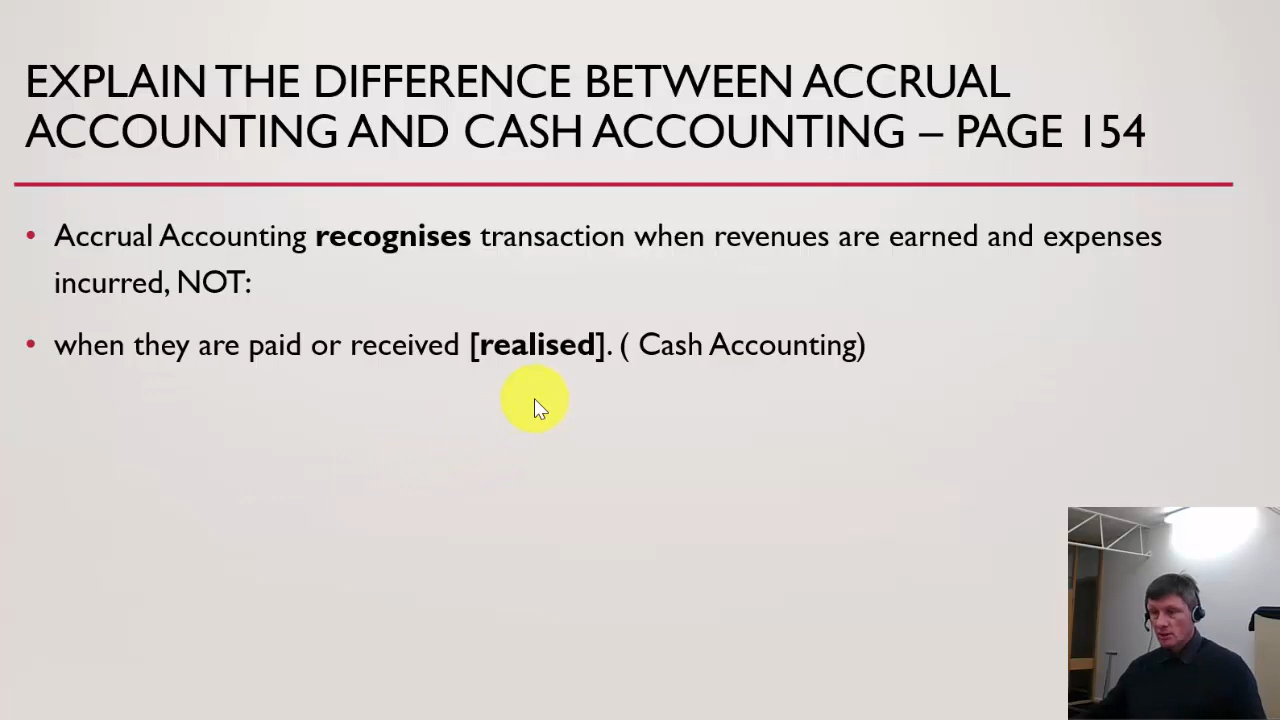 EXPLAIN THE DIFFERENCE BETWEEN ACCRUAL
ACCOUNTING AND CASH ACCOUNTING – PAGE 154
• Accrual Accounting recognises transaction when revenues are earned and expenses
incurred, NOT:
• when they are paid or received [realised]. ( Cash Accounting)